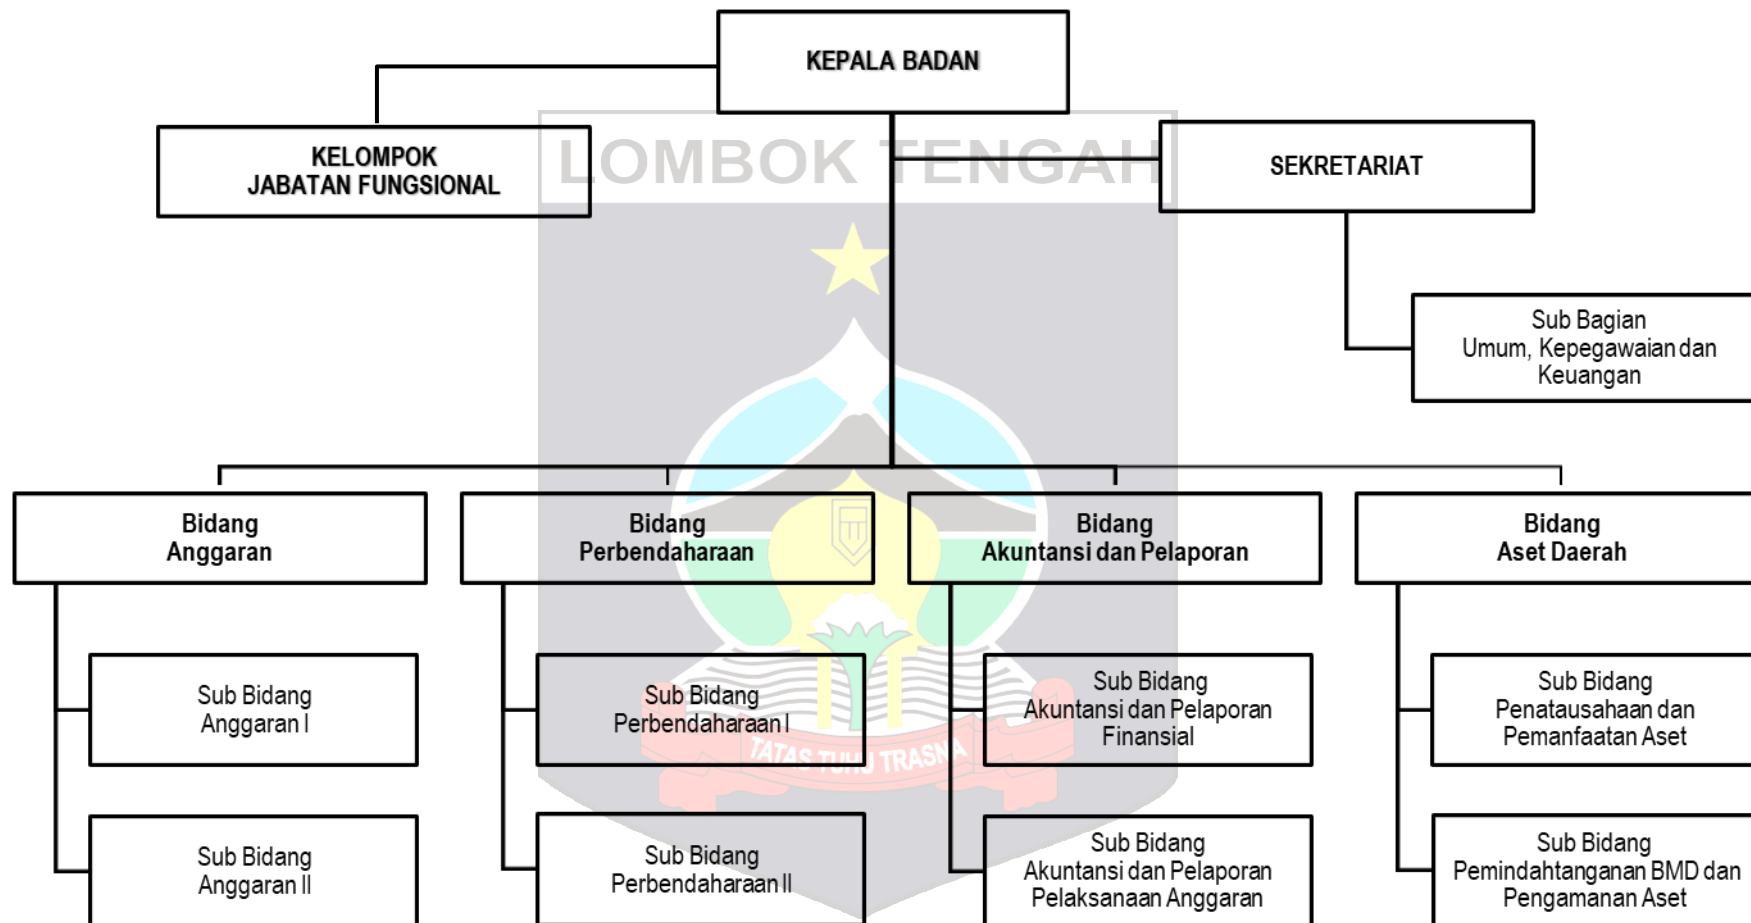 KEPALA BADAN
LOMBOK TENGAH
KELOMPOK
JABATAN FUNGSIONAL
SEKRETARIAT
Sub Bagian
Umum, Kepegawaian dan
Keuangan
Bidang
Anggaran
Bidang
Perbendaharaan
Bidang
Akuntansi dan Pelaporan
Bidang
Aset Daerah
Sub Bidang
Anggaran I
Sub Bidang
Perbendaharaan I
Sub Bidang
Akuntansi dan Pelaporan
Finansial
Sub Bidang
Penatausahaan dan
Pemanfaatan Aset
TATAS TUHU TRASNA
Sub Bidang
Anggaran II
Sub Bidang
Perbendaharaan II
Sub Bidang
Akuntansi dan Pelaporan
Pelaksanaan Anggaran
Sub Bidang
Pemindahtanganan BMD dan
Pengamanan Aset